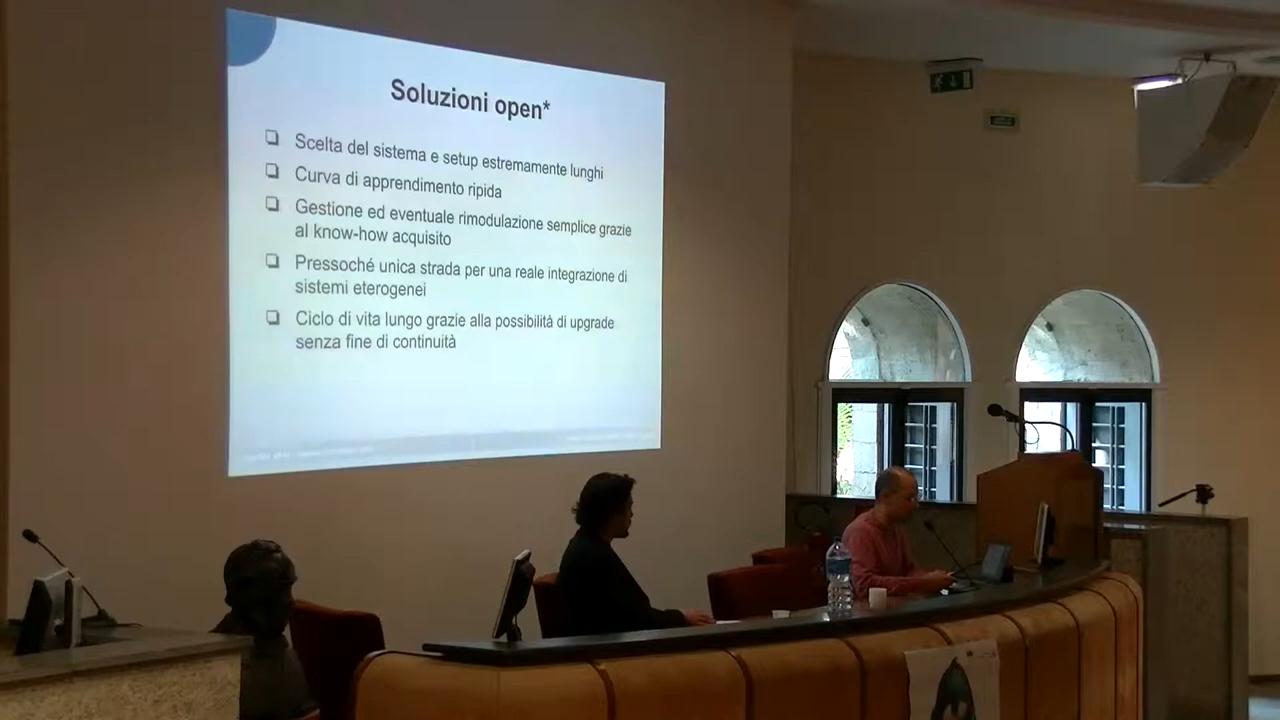 Soluzioni open*
❑ Scelta del sistema e setup estremamente lunghi
❑ Curva di apprendimento ripida
❑ Gestione ed eventuale rimodulazione semplice grazie
al know-how acquisito
❑ Pressoché unica strada per una reale integrazione di
sistemi eterogenei
❑ Ciclo di vita lungo grazie alla possibilità di upgrade
senza fine di continuità